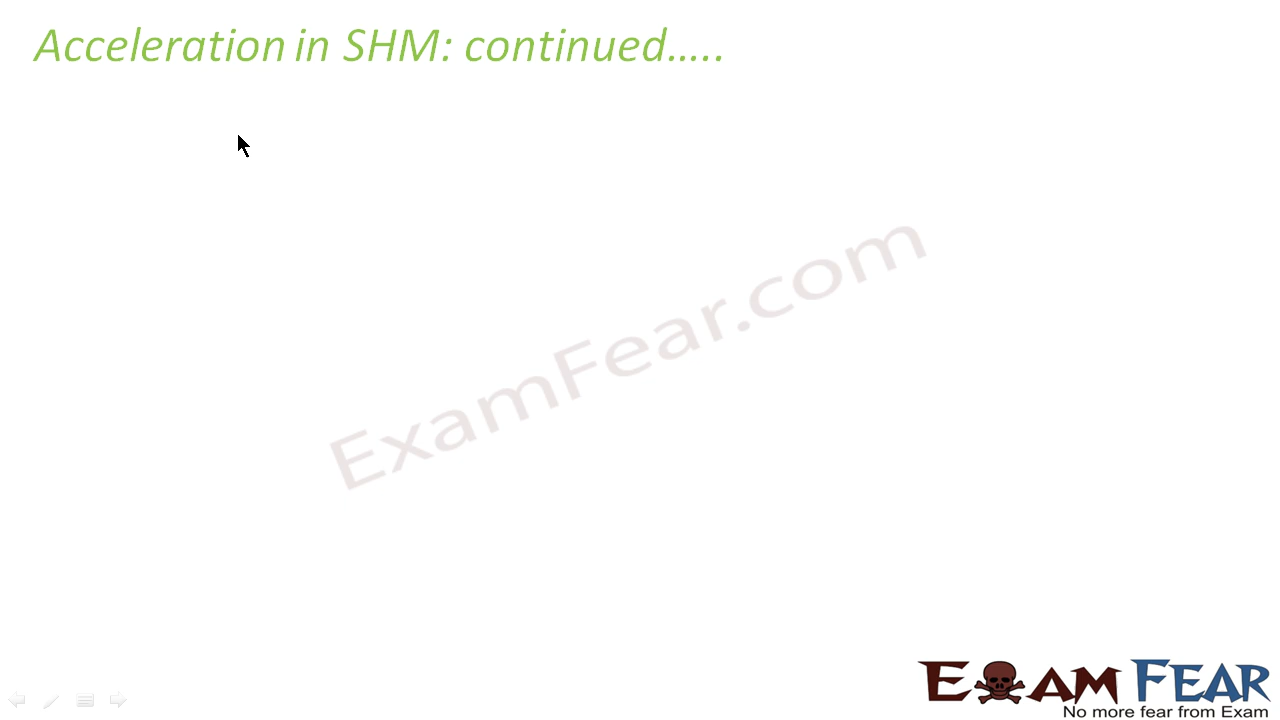 Acceleration in SHM: continued.....
ExamFear.com
EXAM FEAR
No more fear from Exam